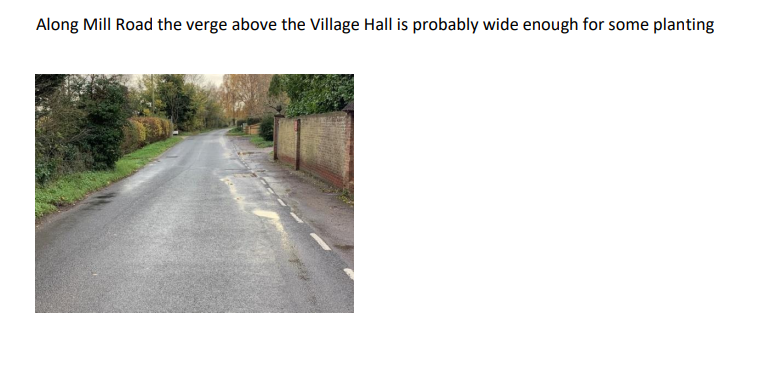 Along Mill Road the verge above the Village Hall is probably wide enough for some planting